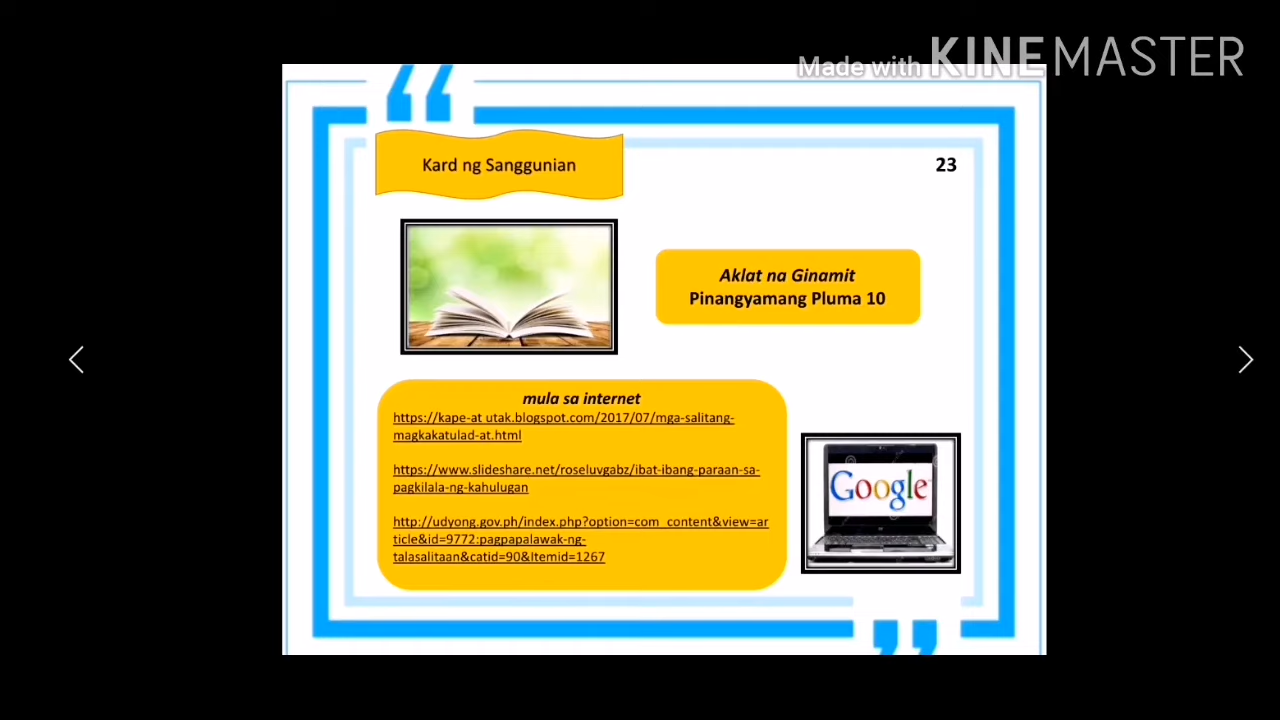 Made with KINEMASTER
Kard ng Sanggunian
23
Aklat na Ginamit
Pinangyamang Pluma 10
mula sa internet
https://kape-at utak.blogspot.com/2017/07/mga-salitang-
magkakatulad-at.html
https://www.slideshare.net/roseluvgabz/ibat-ibang-paraan-sa-
pagkilala-ng-kahulugan
http://udyong.gov.ph/index.php?option=com_content&view=ar
ticle&id=9772:pagpapalawak-ng-
talasalitaan&catid=90&Itemid=1267
Google